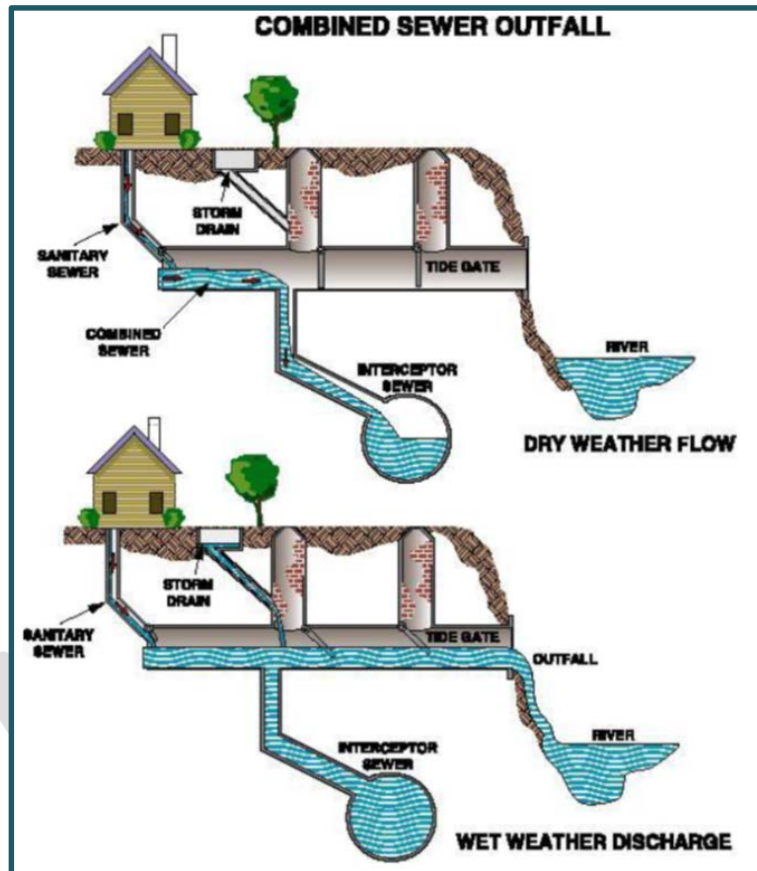 COMBINED SEWER OUTFALL
STORM
DRAIN
SANITARY
SEWER
TIDE GATE
COMBINED
SEWER
RIVER
INTERCEPTOR
SEWER
DRY WEATHER FLOW
STORM
DRAIN
SANITARY
SEWER
TIDE GATE
OUTFALL
RIVER
INTERCEPTOR
SEWER
WET WEATHER DISCHARGE